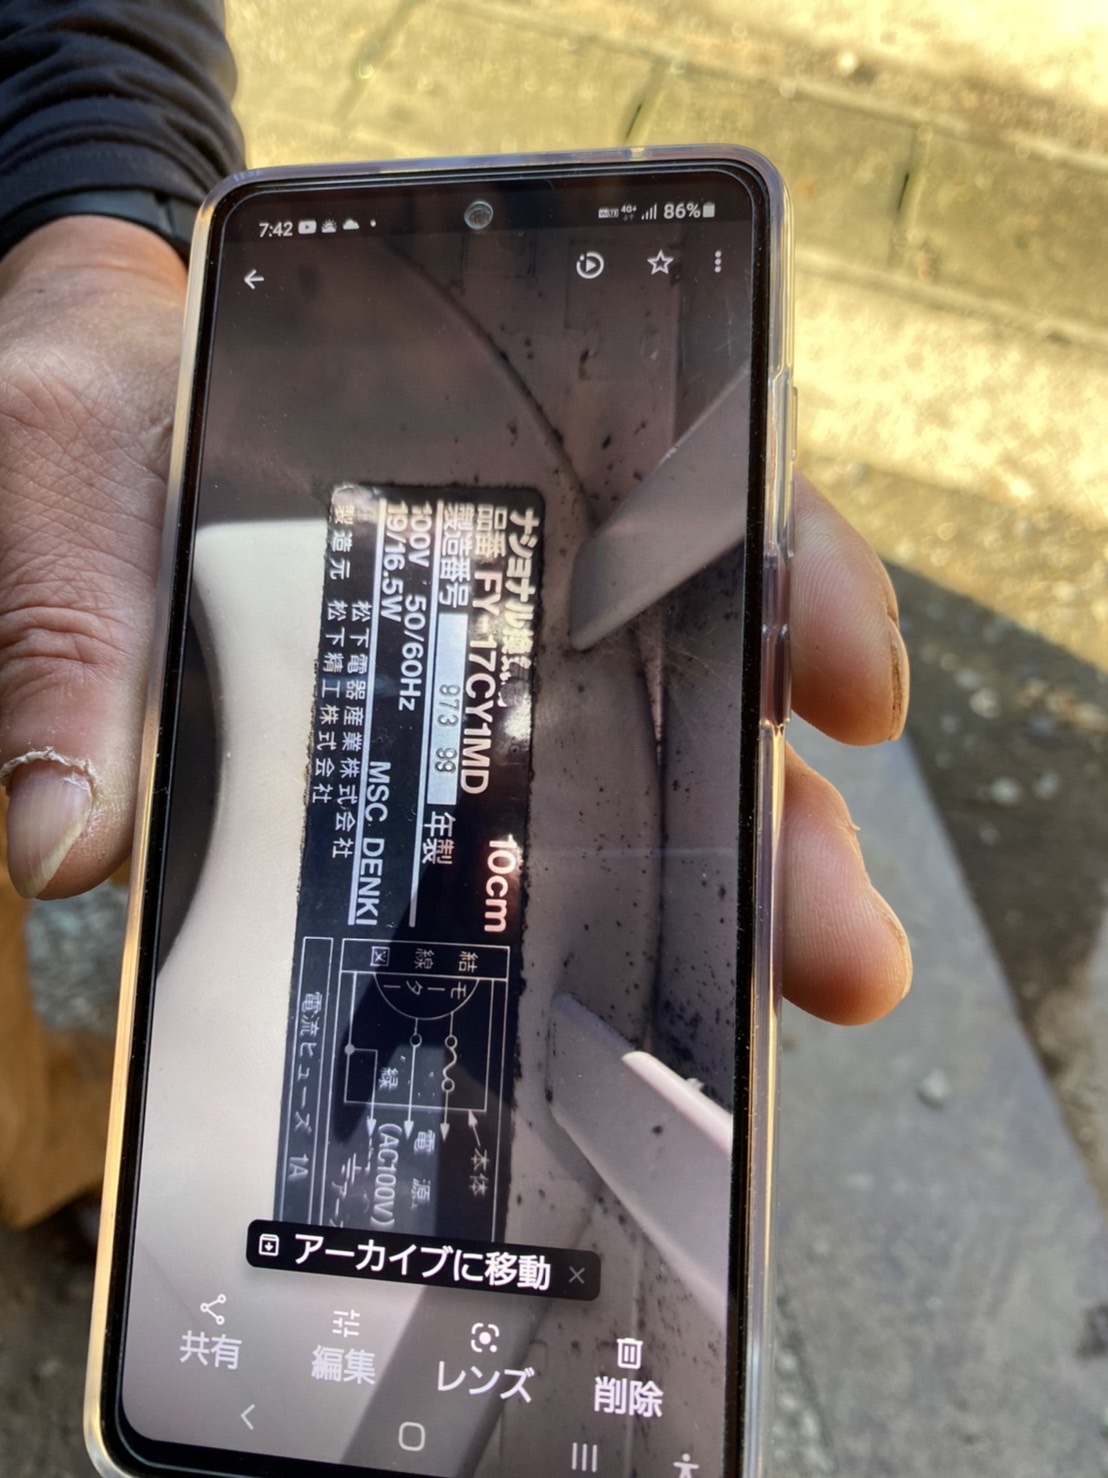 7:42
4G+
86%
ナショナル換気
10cm
品番 FY-17CY1MD
製造番号 973 99 年製
100V 50/60Hz
19/16.5W
MSC DENKI
松下電器産業株式会社
製造元 松下精工株式会社
結線図
モーター
緑
本体
電源
(AC100V)
アー
電流ヒューズ 1A
アーカイブに移動
共有
編集
レンズ
削除